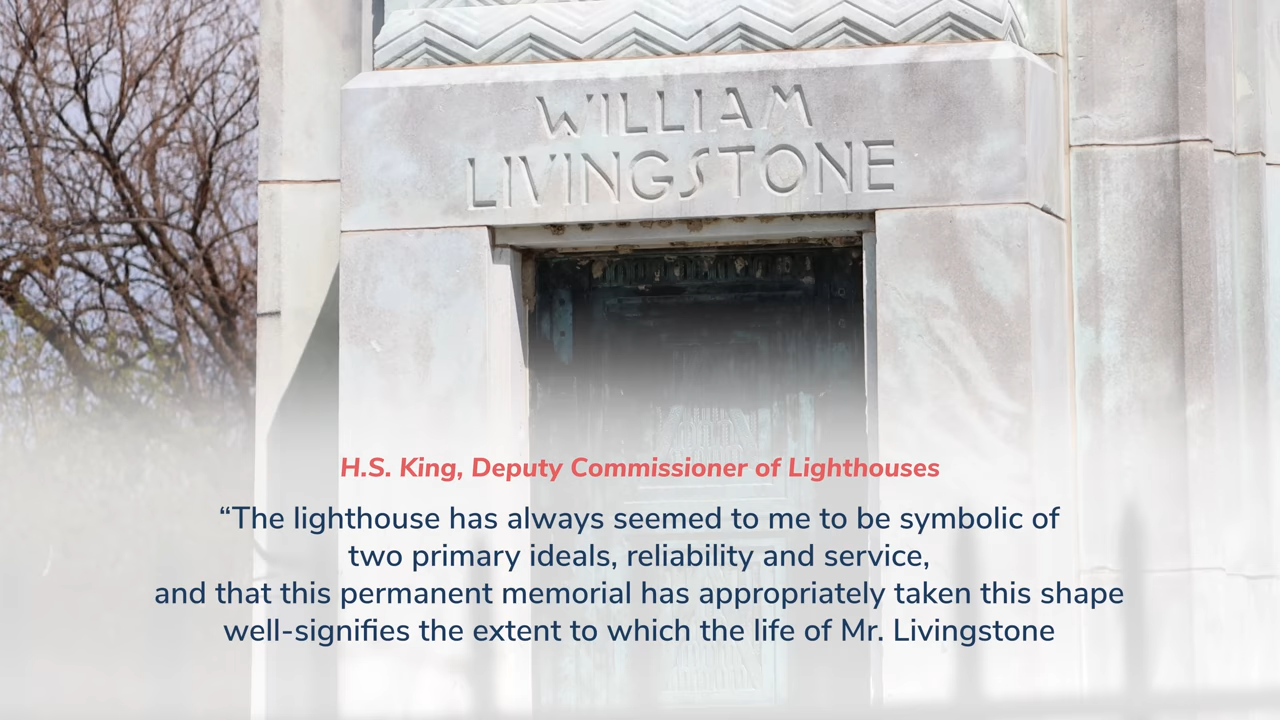 WILLIAM
LIVINGSTONE
H.S. King, Deputy Commissioner of Lighthouses
“The lighthouse has always seemed to me to be symbolic of
two primary ideals, reliability and service,
and that this permanent memorial has appropriately taken this shape
well-signifies the extent to which the life of Mr. Livingstone